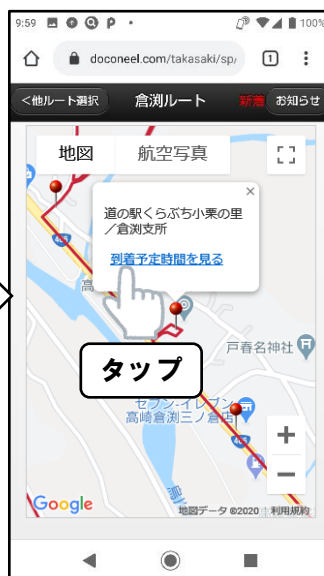 9:59
100%
doconeel.com/takasaki/sp/
1
<他ルート選択
倉渕ルート
新着
お知らせ
地図
航空写真
道の駅くらぶち小栗の里
／倉渕支所
到着予定時間を見る
タップ
戸春名神社
セブン-イレブン
高崎倉渕三ノ倉店
Google
地図データ ©2020
利用規約